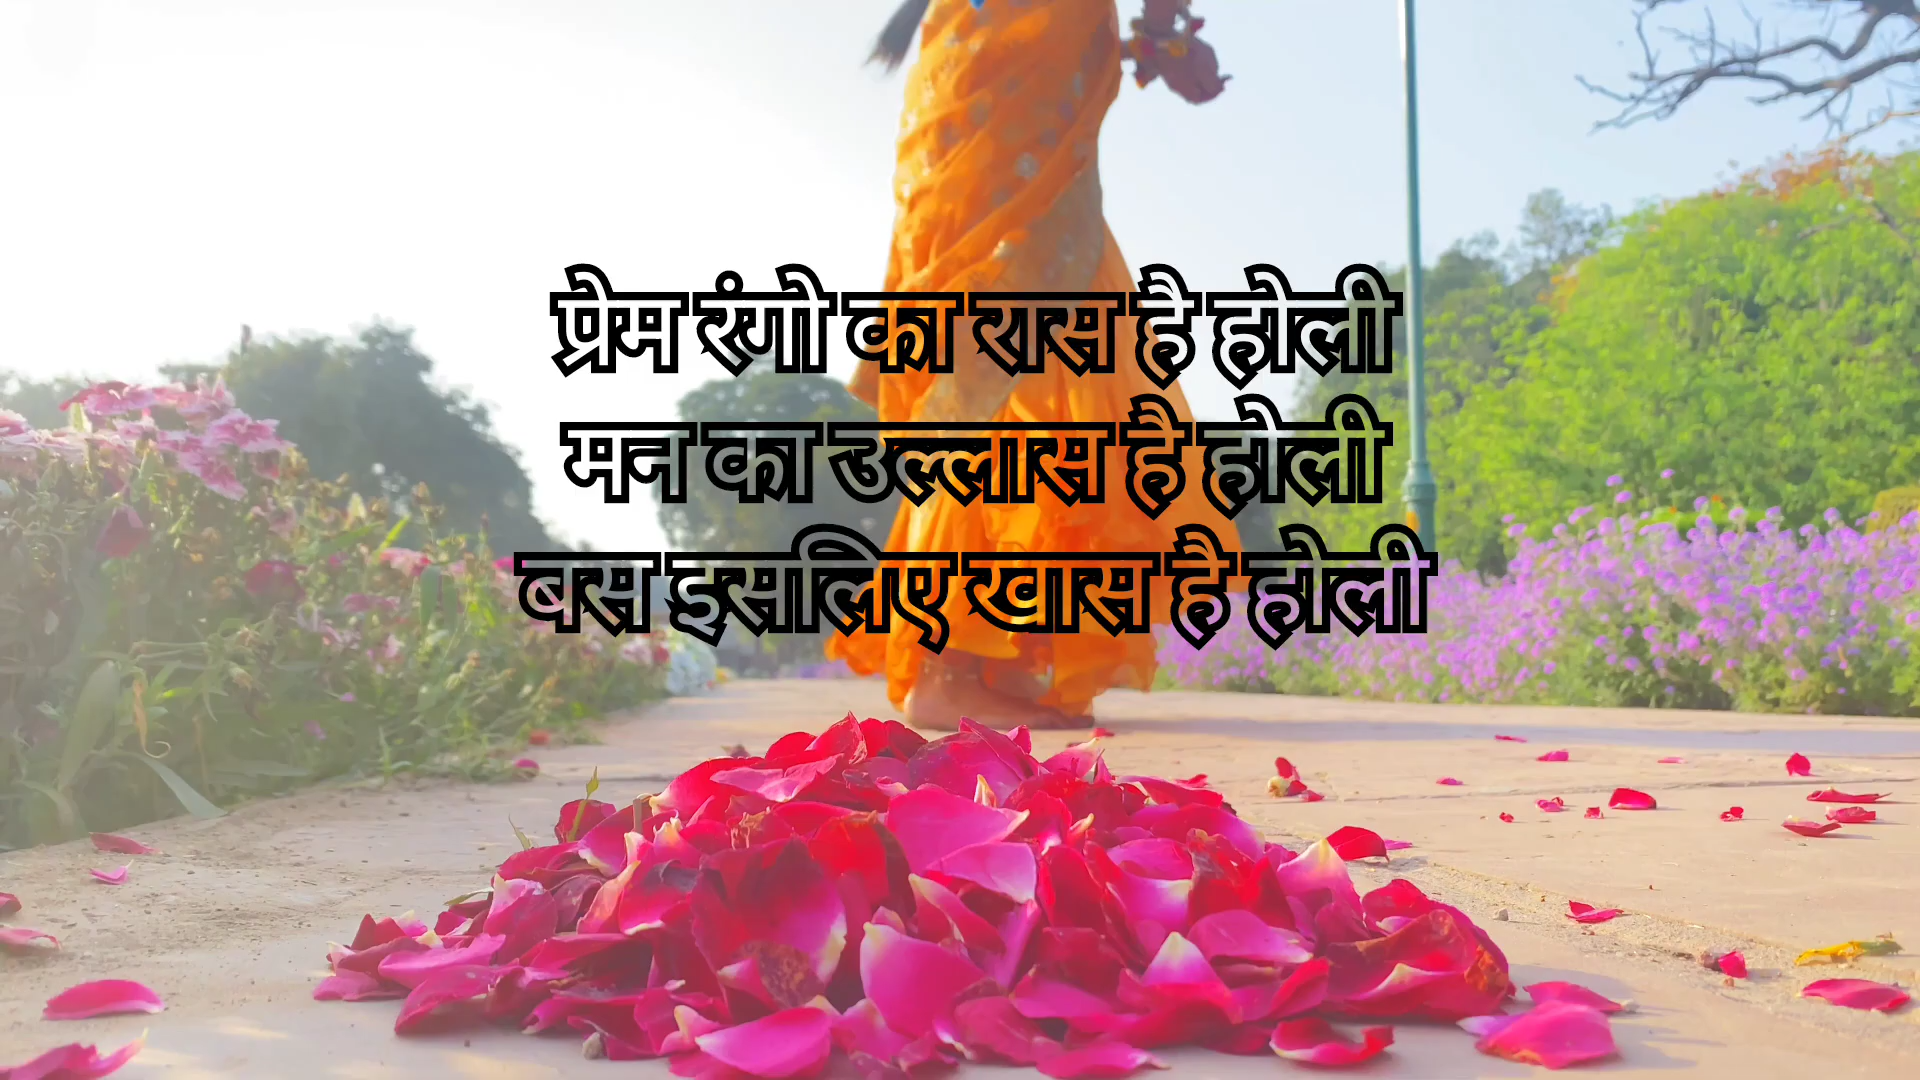 प्रेम रंगो का रास है होली
मन का उल्लास है होली
बस इसलिए खास है होली